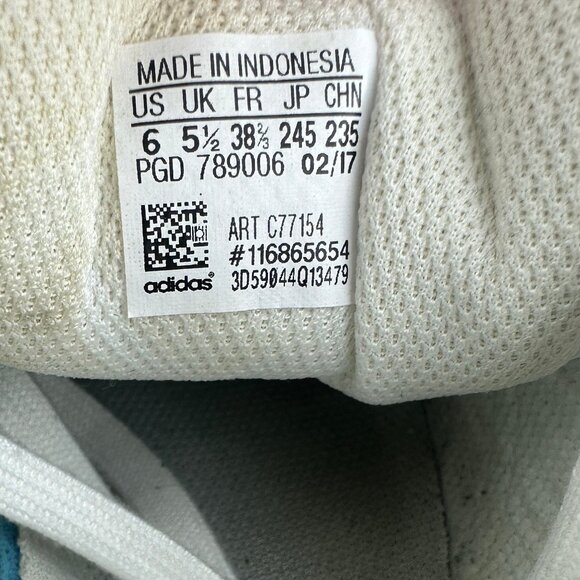 MADE IN INDONESIA
US UK FR JP CHN
6 5½ 38⅔ 245 235
PGD 789006 02/17
ART C77154
#116865654
adidas® 3D59044Q13479